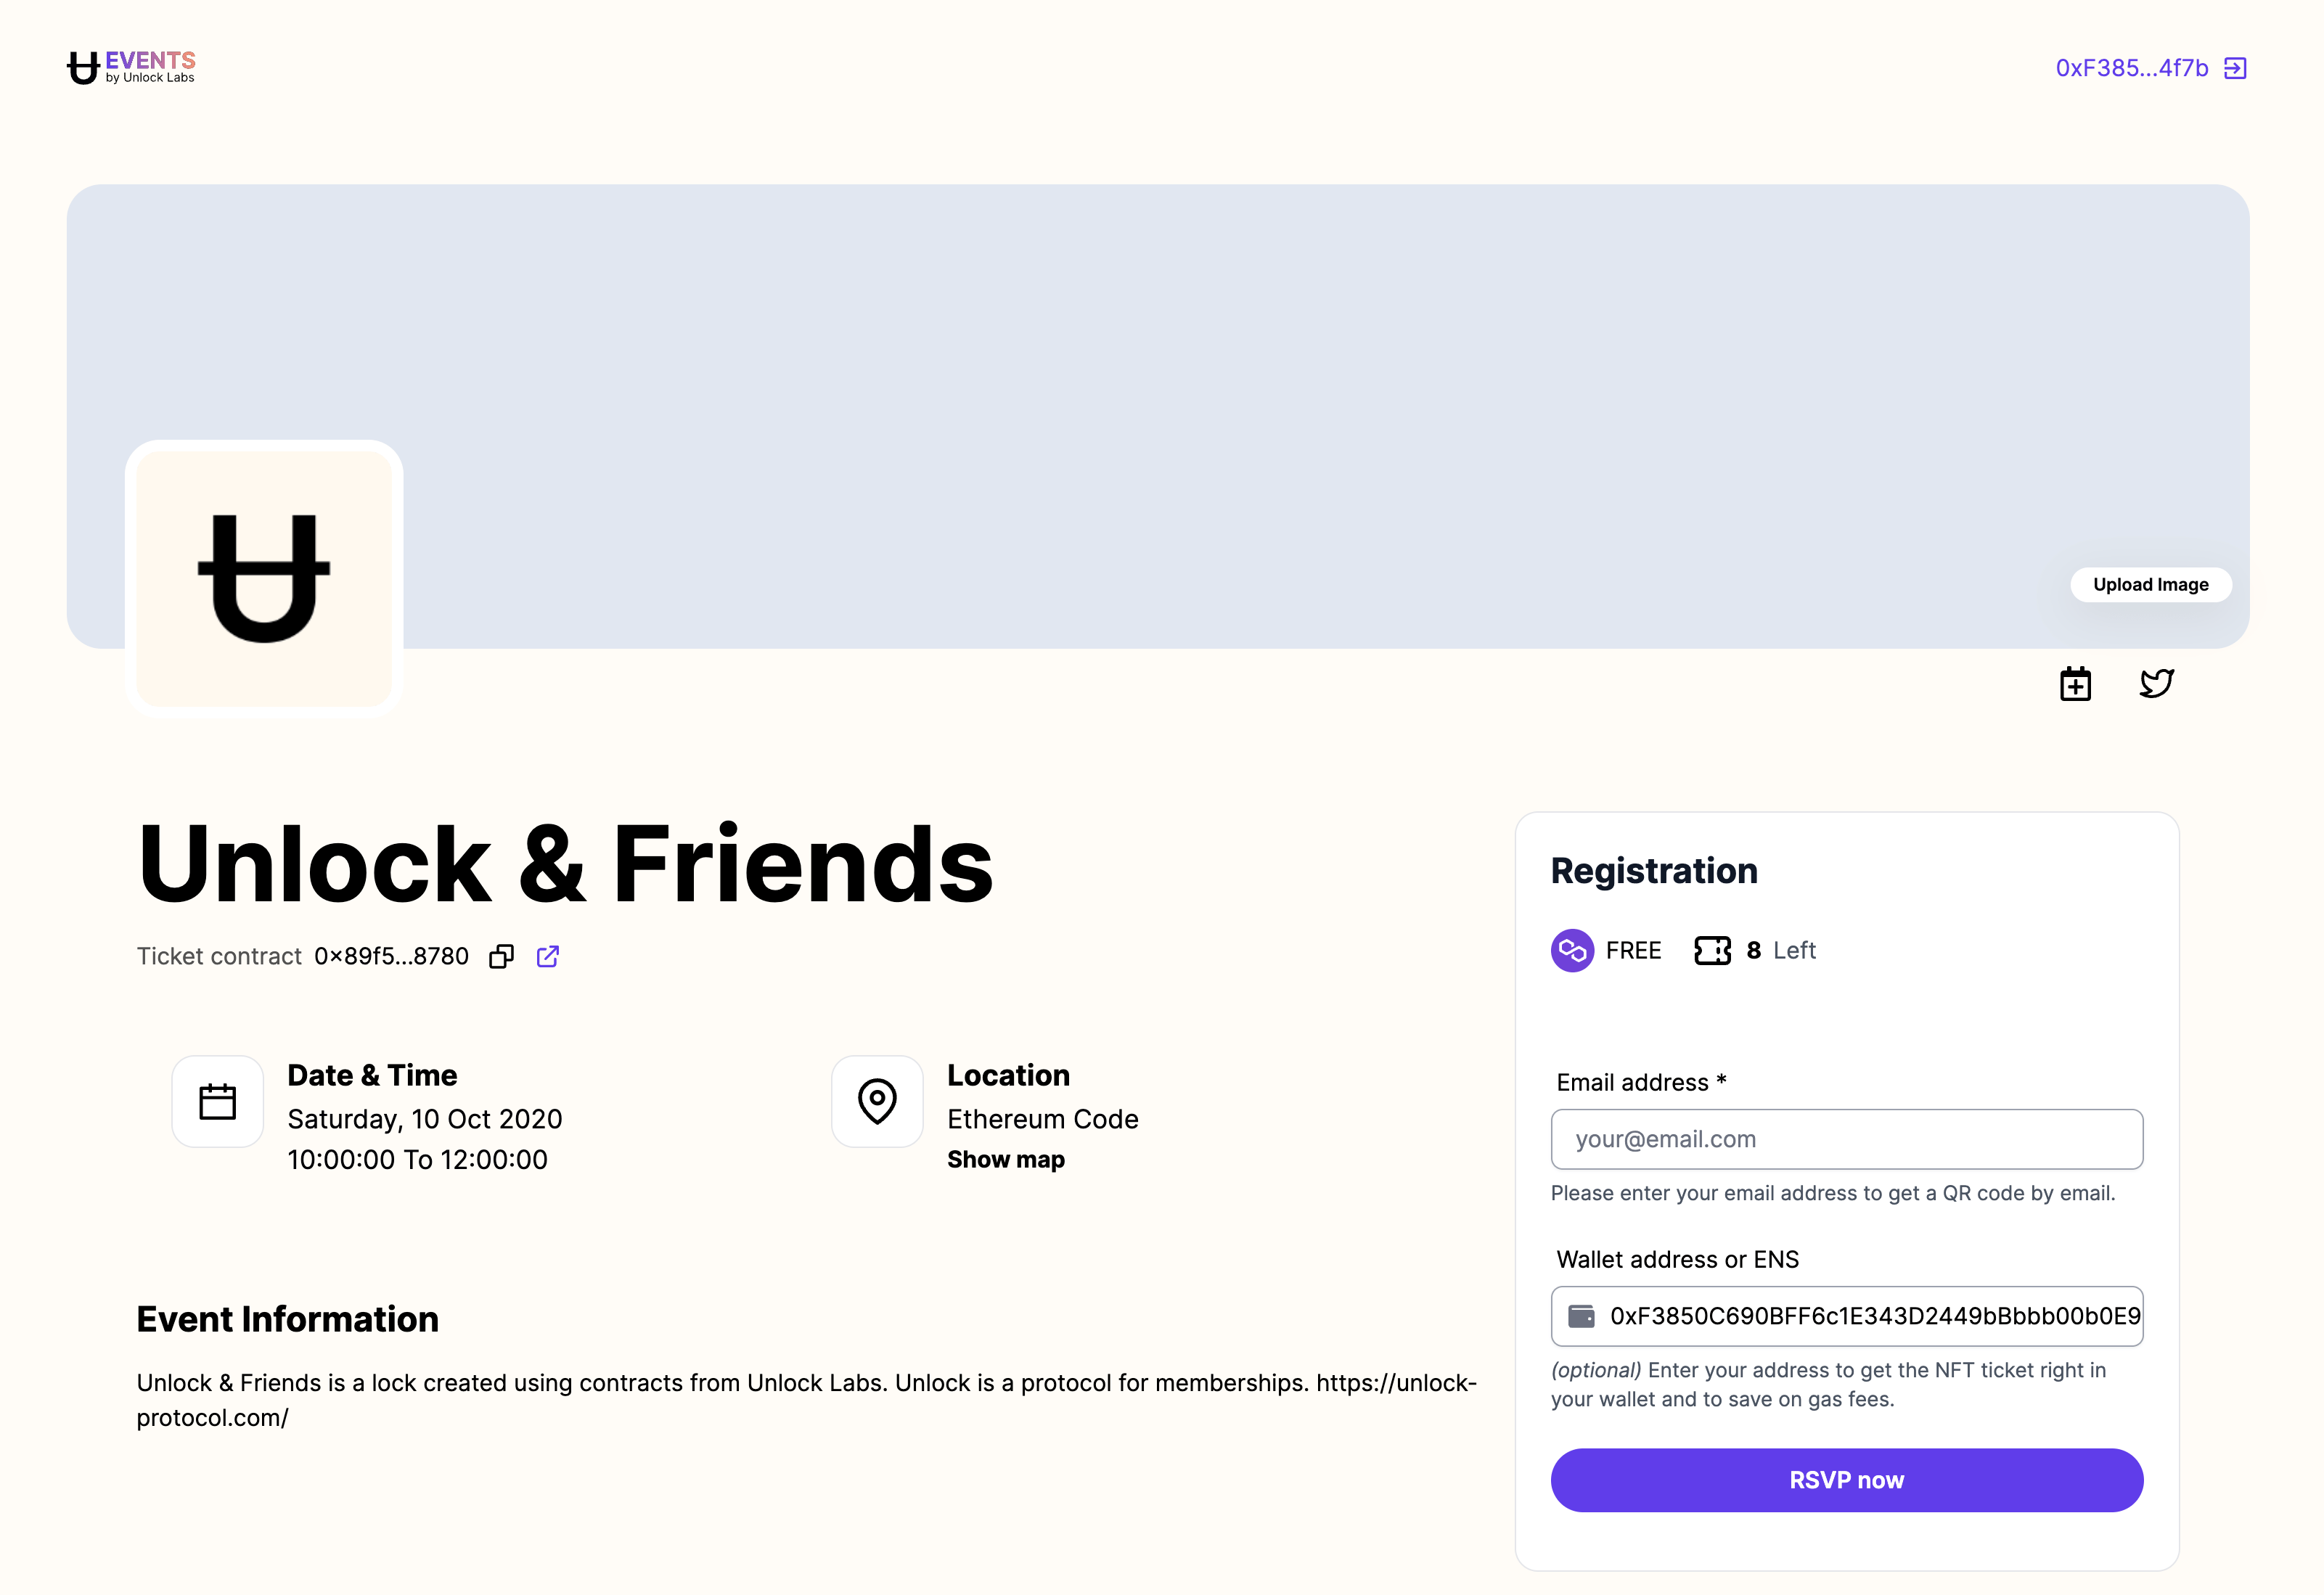 EVENTS
by Unlock Labs
0xF385...4f7b
Upload Image
Unlock & Friends
Ticket contract 0x89f5...8780
Date & Time
Saturday, 10 Oct 2020
10:00:00 To 12:00:00
Location
Ethereum Code
Show map
Event Information
Unlock & Friends is a lock created using contracts from Unlock Labs. Unlock is a protocol for memberships. https://unlock-
protocol.com/
Registration
FREE 8 Left
Email address *
your@email.com
Please enter your email address to get a QR code by email.
Wallet address or ENS
0xF3850C690BFF6c1E343D2449bBbbb00b0E9
(optional) Enter your address to get the NFT ticket right in
your wallet and to save on gas fees.
RSVP now